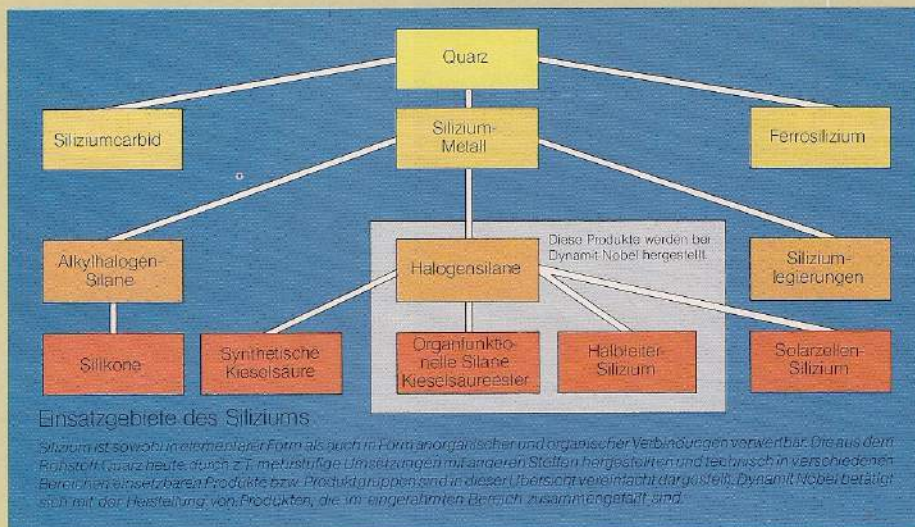 Quarz
Siliziumcarbid
Silizium-
Metall
Ferrosilizium
Diese Produkte werden bei
Dynamit Nobel hergestellt.
Alkylhalogen-
Silane
Halogensilane
Silizium-
legierungen
Silikone
Synthetische
Kieselsäure
Organfunktio-
nelle Silane
Kieselsäureester
Halbleiter-
Silizium
Solarzellen-
Silizium
Einsatzgebiete des Siliziums
Silizium ist sowohl in elementarer Form als auch in Form anorganischer und organischer Verbindungen verwertbar. Die aus dem
Rohstoff Quarz heute, durch z.T. mehrstufige Umsetzungen mit anderen Stoffen hergestellten und technisch in verschiedenen
Bereichen einsetzbaren Produkte bzw. Produktgruppen sind in dieser Übersicht vereinfacht dargestellt. Dynamit Nobel betätigt
sich mit der Herstellung von Produkten, die im eingerahmten Bereich zusammengefaßt sind.